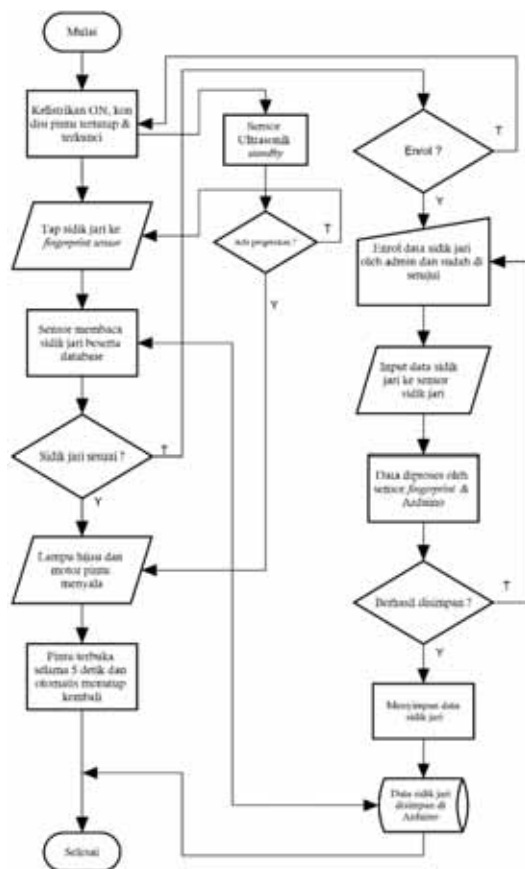 Mulai
Kelistrikan ON, kon
disi pintu tertutup &
terkunci
Tap sidik jari ke
fingerprint sensor
Sensor membaca
sidik jari beserta
database
Sidik jari sesuai ?
T
Y
Lampu hijau dan
motor pintu
menyala
Pintu terbuka
selama 5 detik dan
otomatis menutup
kembali
Selesai
Sensor
Ultrasonik
standby
Ada pergerakan ?
T
Y
Enrol ?
T
Y
Enrol data sidik jari
oleh admin dan sudah di
setujui
Input data sidik
jari ke sensor
sidik jari
Data diproses oleh
sensor fingerprint &
Arduino
Berhasil disimpan ?
T
Y
Menyimpan data
sidik jari
Data sidik jari
disimpan di
Arduino